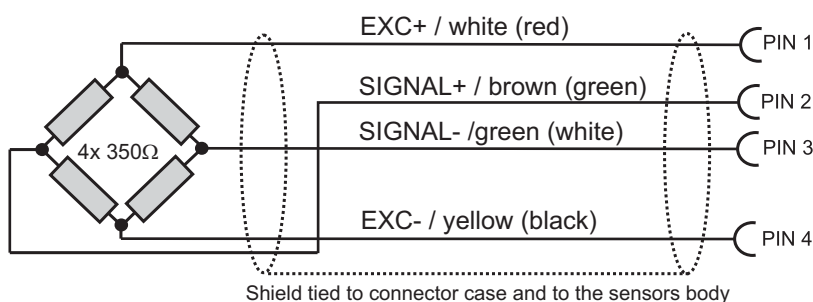 EXC+ / white (red)
PIN 1
SIGNAL+ / brown (green)
PIN 2
SIGNAL- /green (white)
PIN 3
4x 350Ω
EXC- / yellow (black)
PIN 4
Shield tied to connector case and to the sensors body